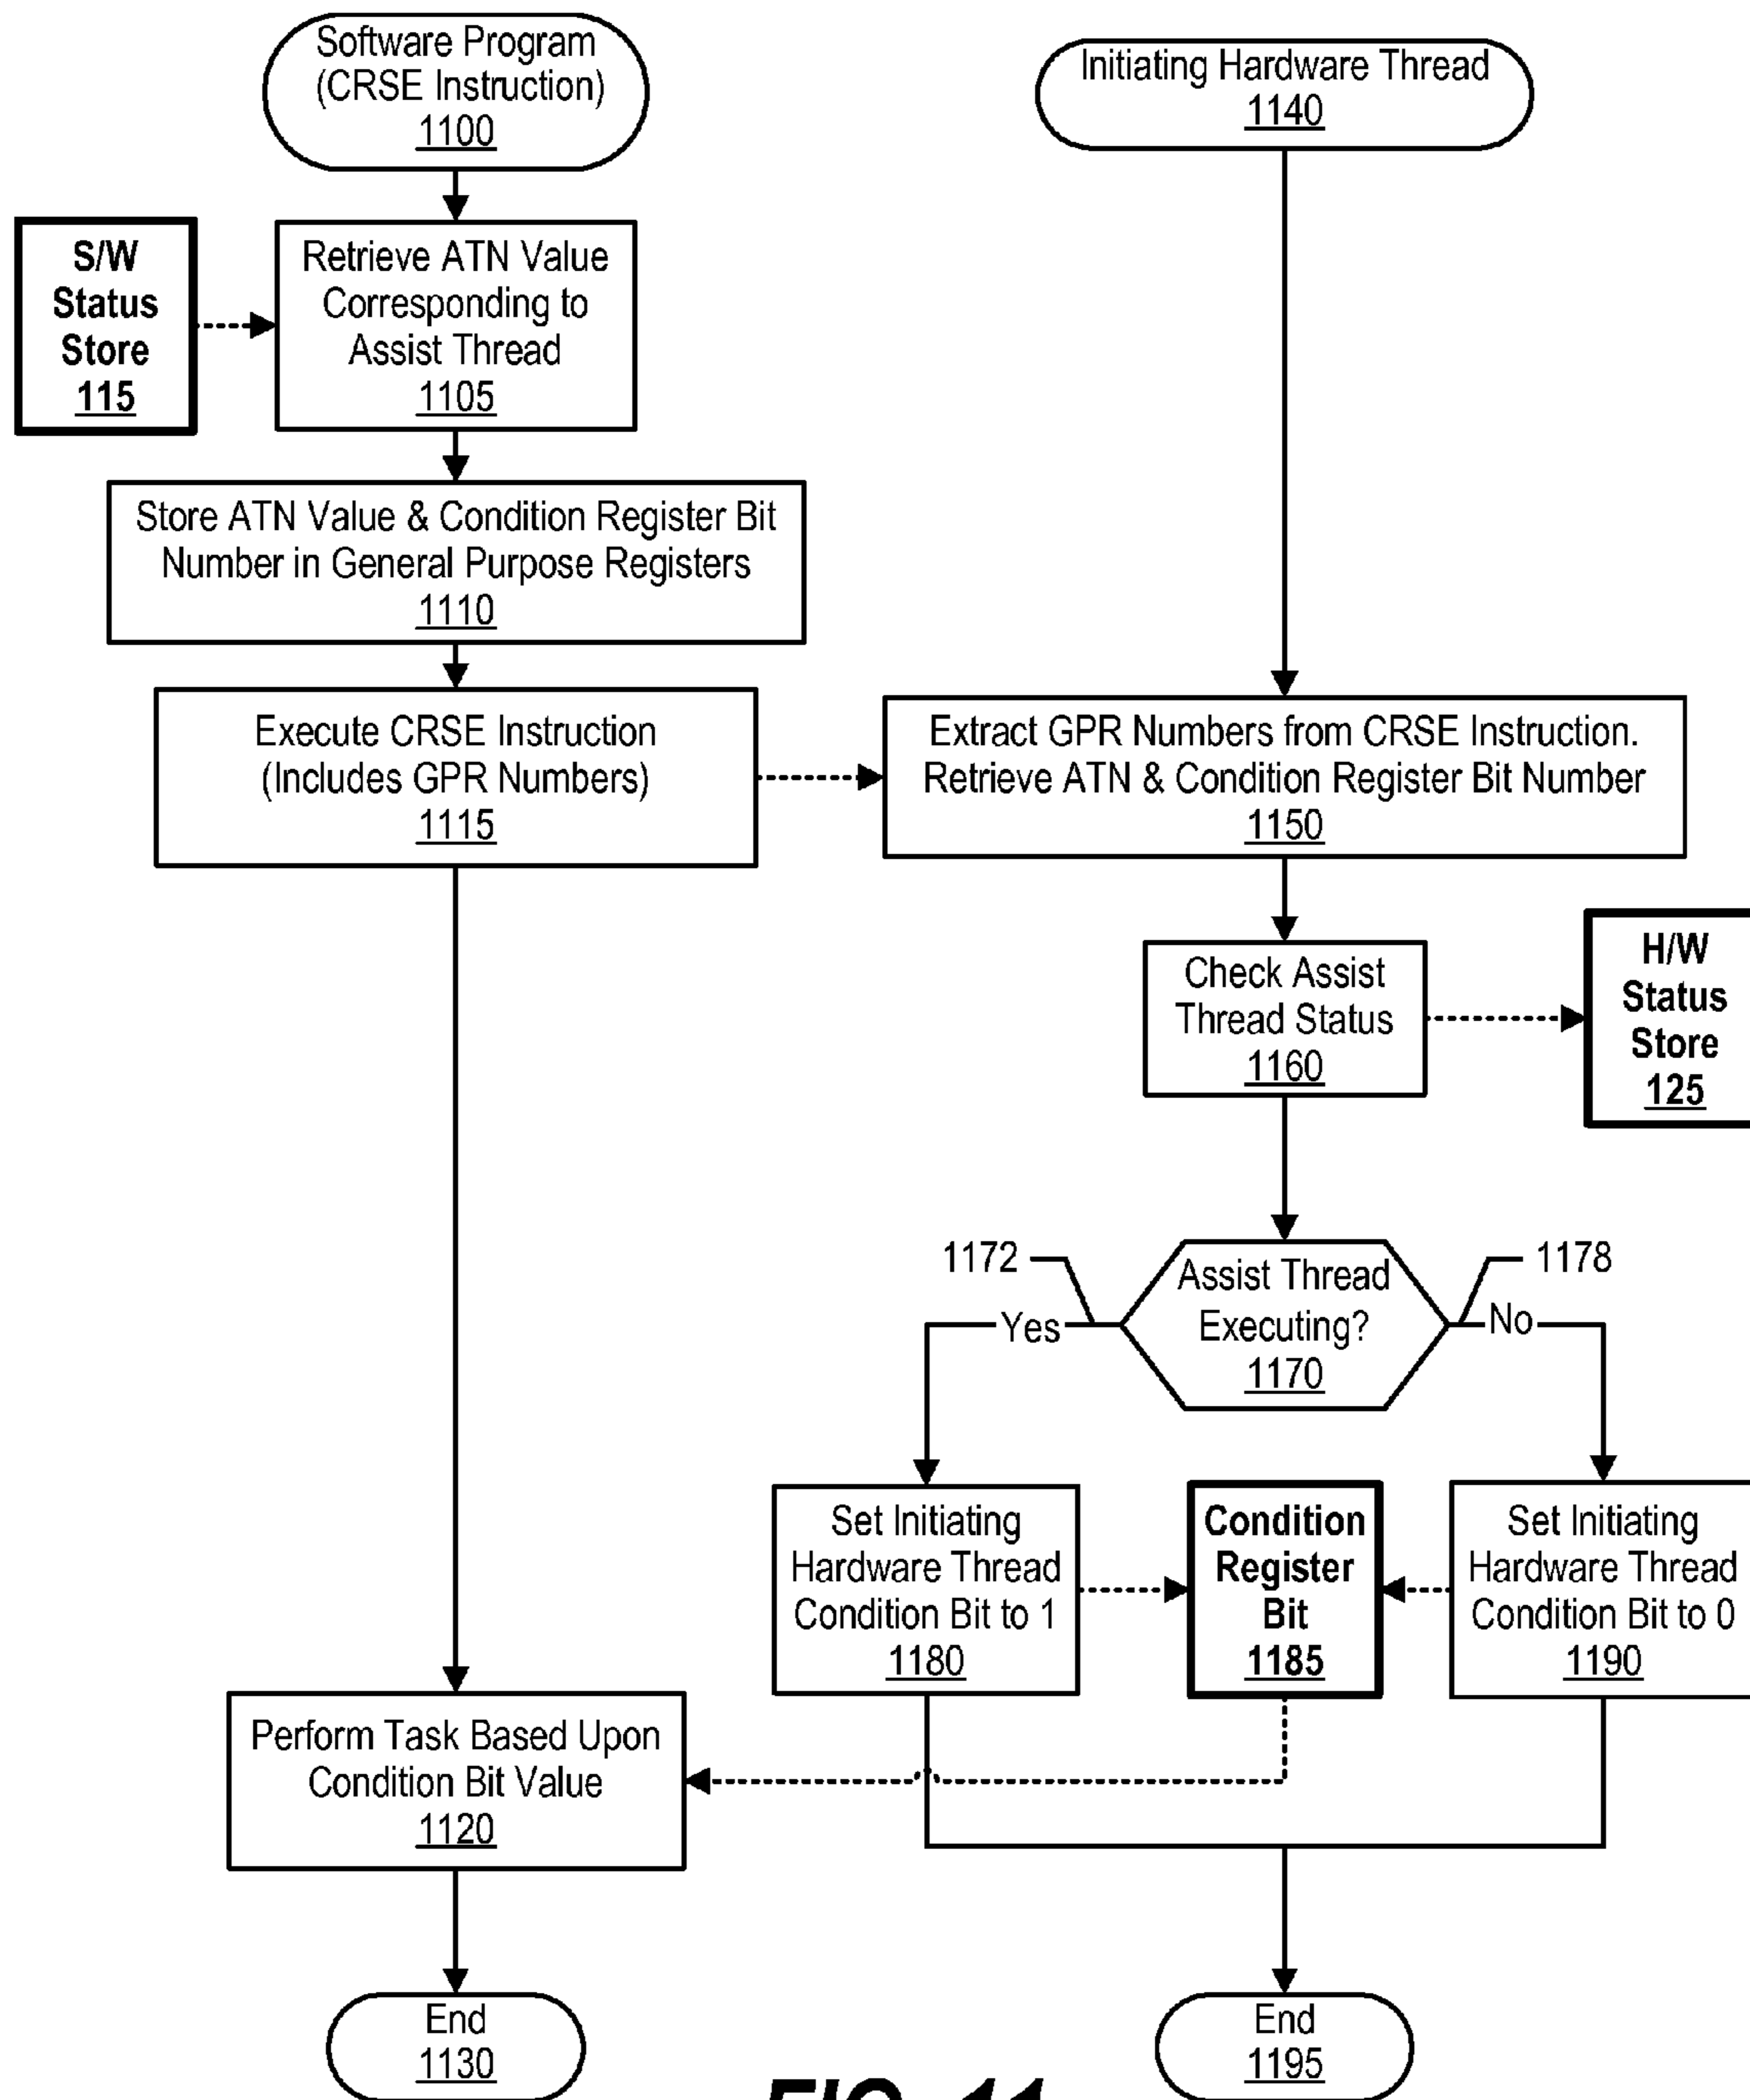 Software Program
(CRSE Instruction)
1100
Initiating Hardware Thread
1140
S/W
Status
Store
115
Retrieve ATN Value
Corresponding to
Assist Thread
1105
Store ATN Value & Condition Register Bit
Number in General Purpose Registers
1110
Execute CRSE Instruction
(Includes GPR Numbers)
1115
Extract GPR Numbers from CRSE Instruction.
Retrieve ATN & Condition Register Bit Number
1150
Check Assist
Thread Status
1160
H/W
Status
Store
125
1172
1178
Assist Thread
Executing?
1170
Yes
No
Set Initiating
Hardware Thread
Condition Bit to 1
1180
Condition
Register
Bit
1185
Set Initiating
Hardware Thread
Condition Bit to 0
1190
Perform Task Based Upon
Condition Bit Value
1120
End
1130
End
1195
FIG. 11